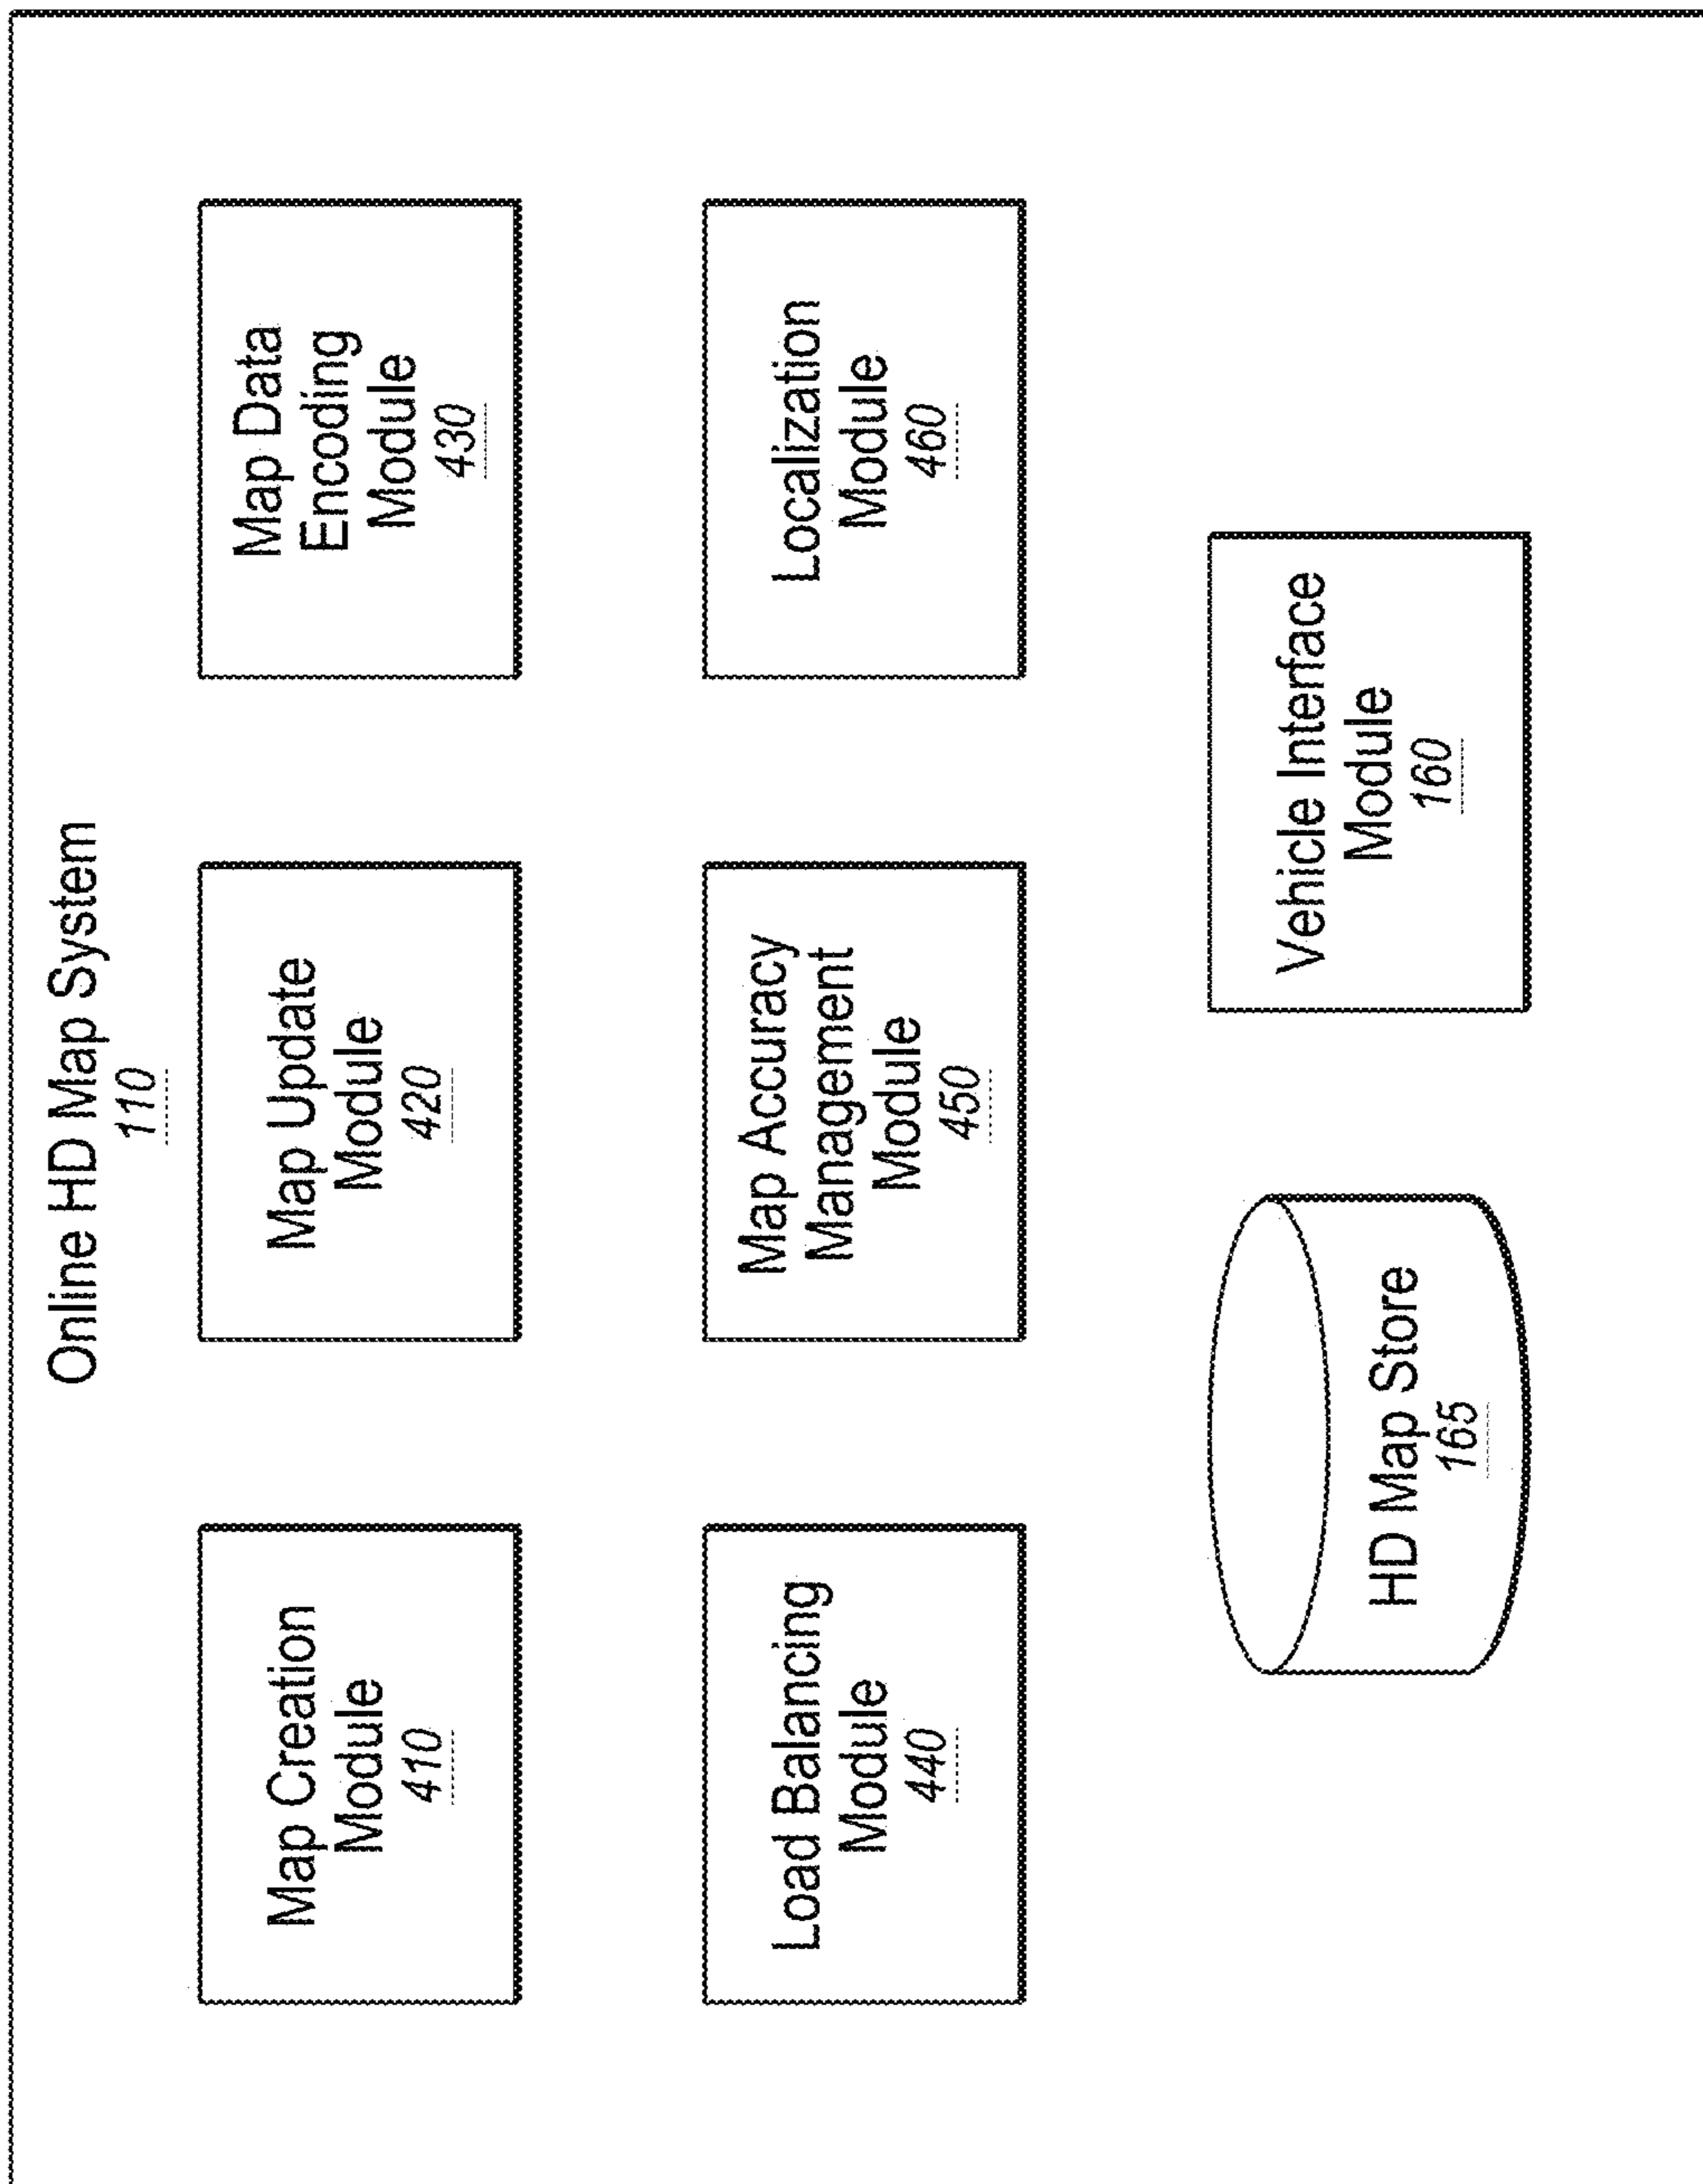 Online HD Map System
110
Map Creation
Module
410
Map Update
Module
420
Map Data
Encoding
Module
430
Load Balancing
Module
440
Map Accuracy
Management
Module
450
Localization
Module
460
HD Map Store
165
Vehicle Interface
Module
160